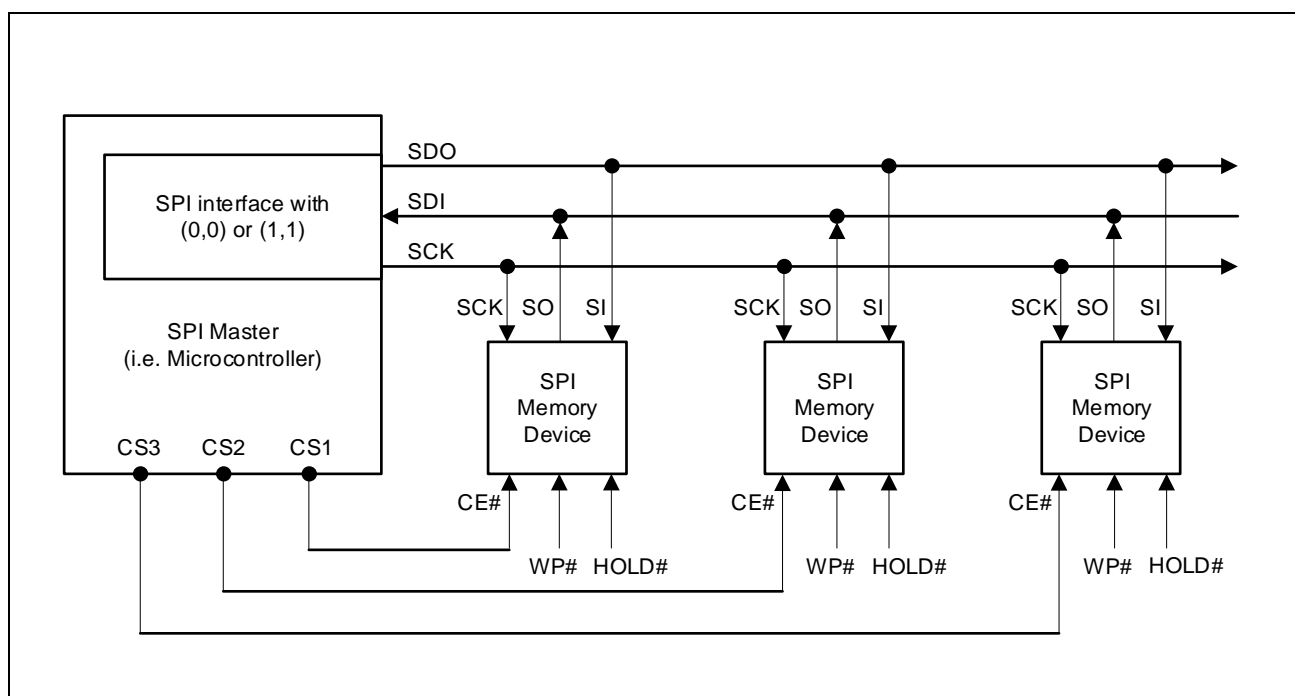 SDO
SPI interface with
(0,0) or (1,1)
SDI
SCK
SPI Master
(i.e. Microcontroller)
SCK SO SI
SCK SO SI
SCK SO SI
SPI
Memory
Device
SPI
Memory
Device
SPI
Memory
Device
CS3 CS2 CS1
CE#
CE#
CE#
WP# HOLD#
WP# HOLD#
WP# HOLD#